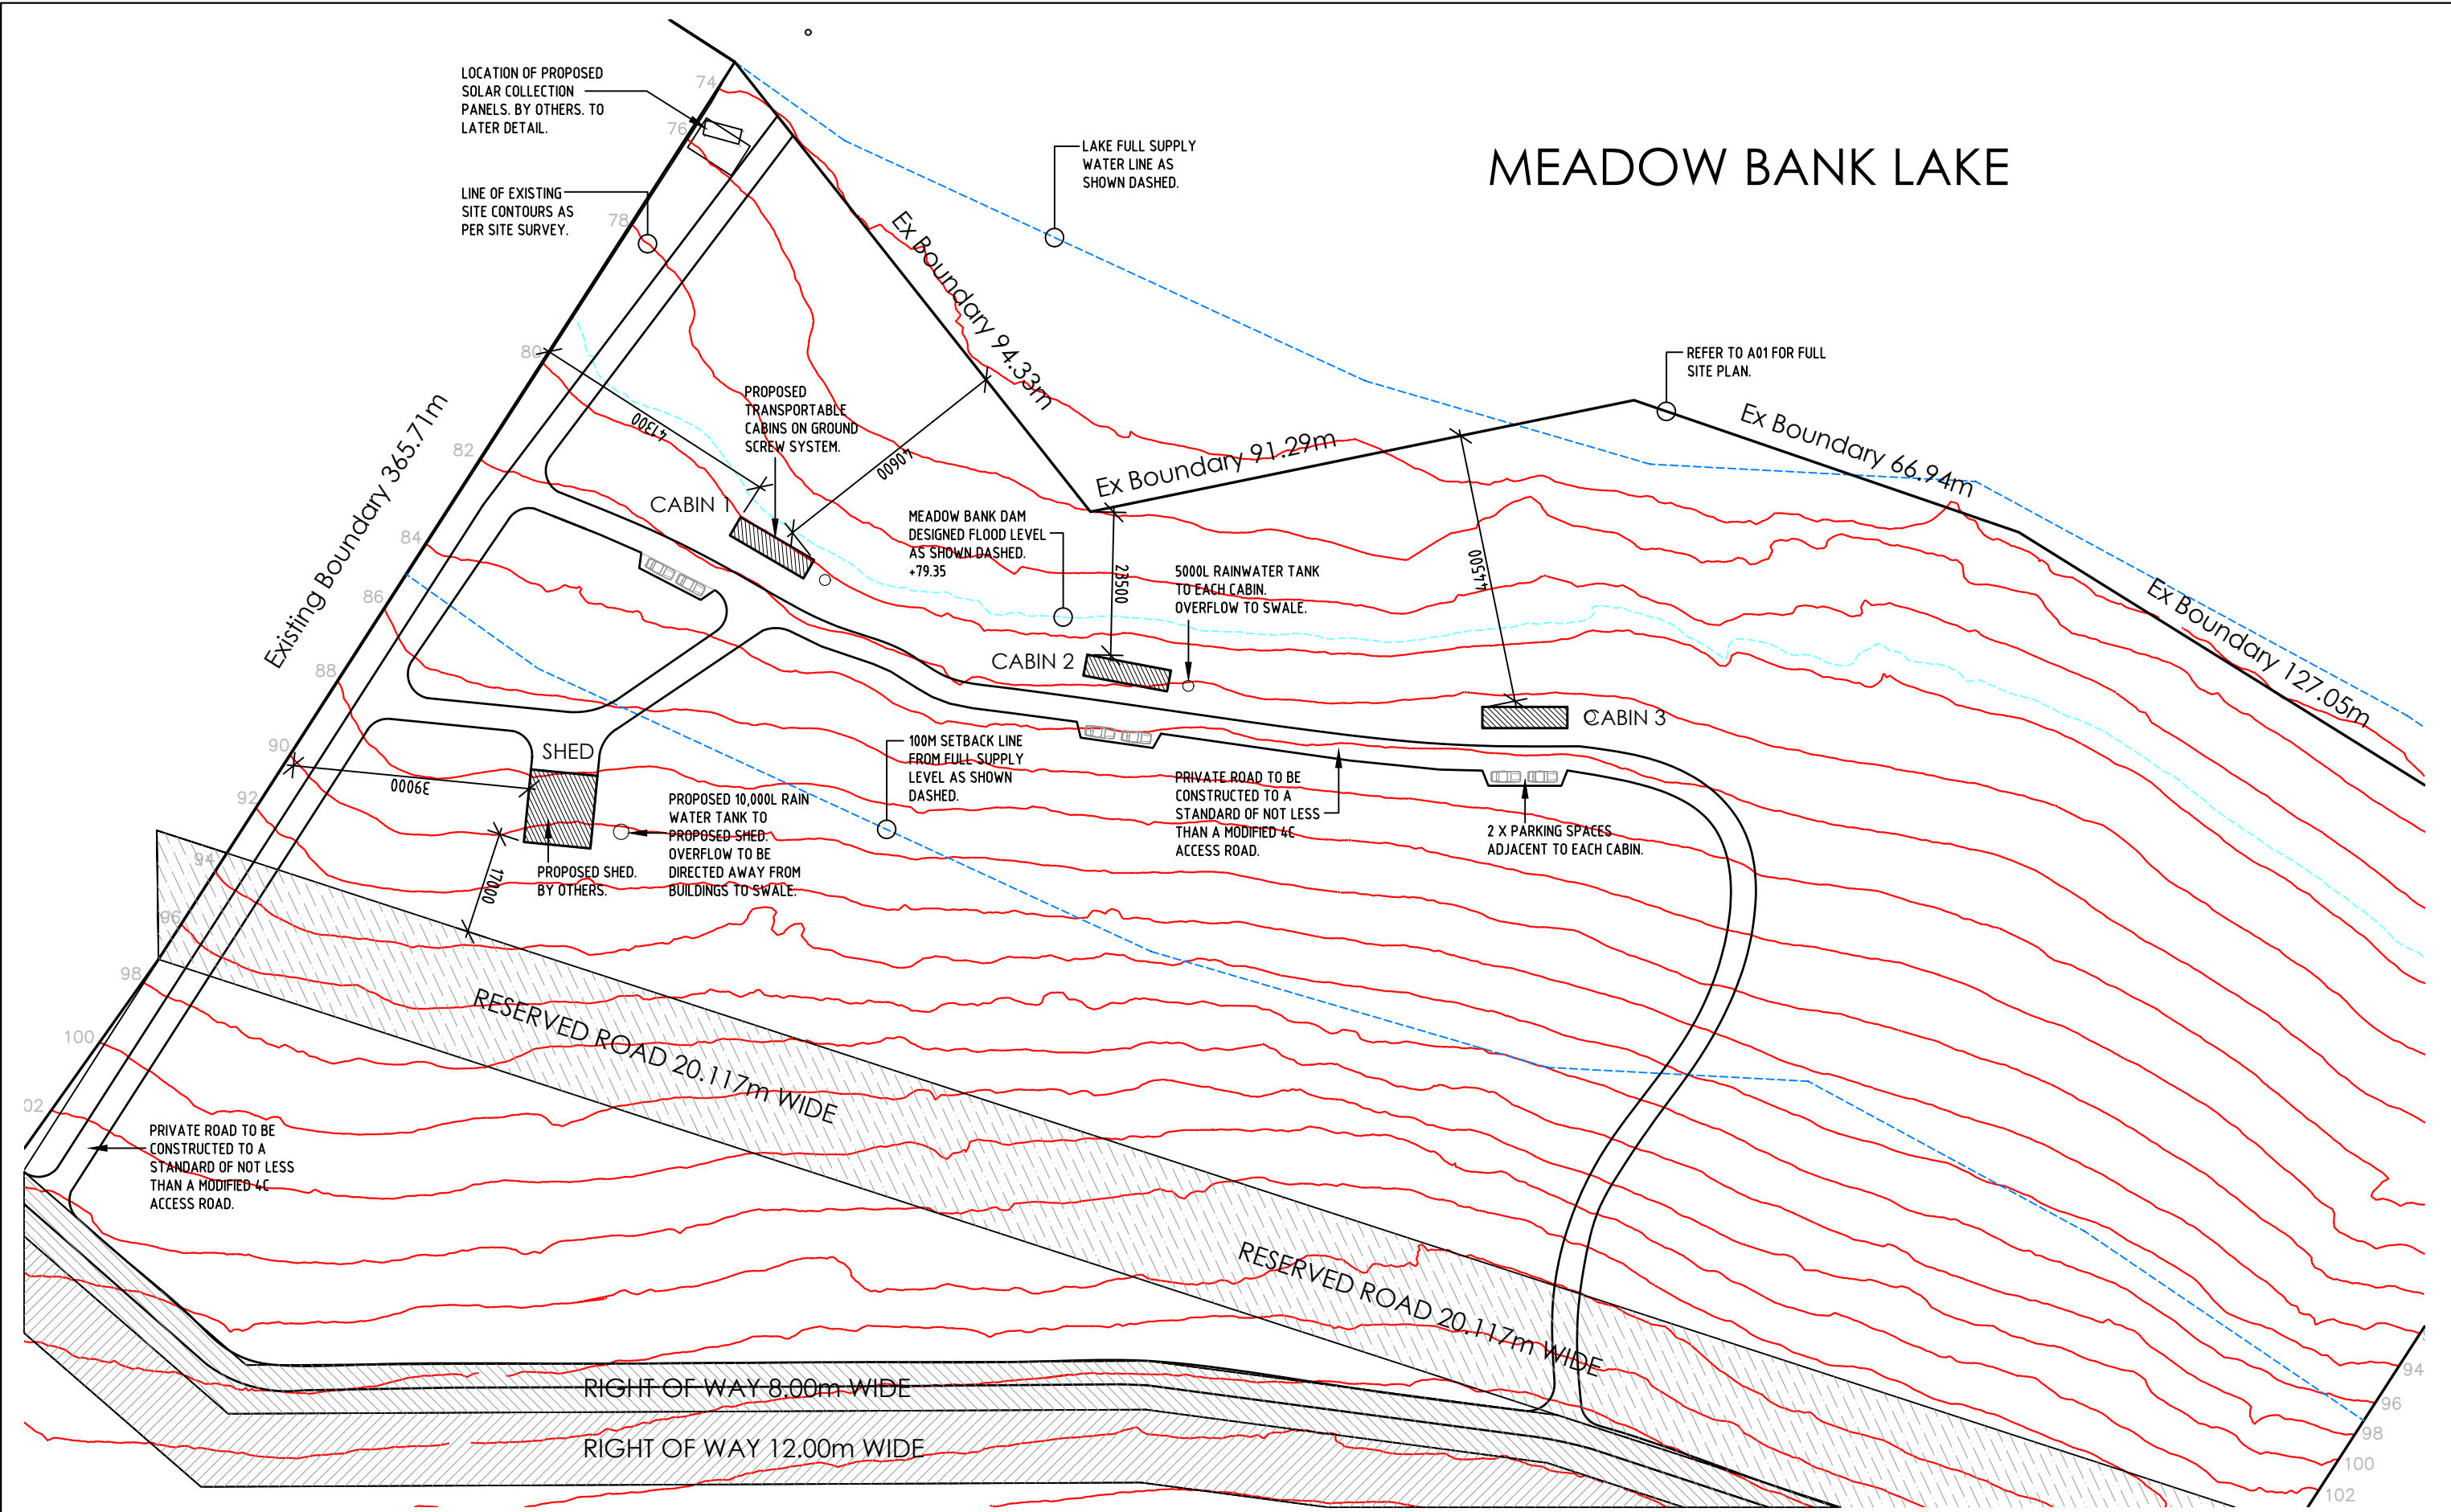 LOCATION OF PROPOSED
SOLAR COLLECTION
PANELS. BY OTHERS. TO
LATER DETAIL.
LINE OF EXISTING
SITE CONTOURS AS
PER SITE SURVEY.
LAKE FULL SUPPLY
WATER LINE AS
SHOWN DASHED.
MEADOW BANK LAKE
REFER TO A01 FOR FULL
SITE PLAN.
74
76
78
80
82
84
86
88
90
92
94
96
98
100
02
Existing Boundary 365.71m
Ex Boundary 94.33m
Ex Boundary 91.29m
Ex Boundary 66.94m
Ex Boundary 127.05m
41300
40600
23500
44500
39000
17000
PROPOSED
TRANSPORTABLE
CABINS ON GROUND
SCREW SYSTEM.
CABIN 1
MEADOW BANK DAM
DESIGNED FLOOD LEVEL
AS SHOWN DASHED.
+79.35
5000L RAINWATER TANK
TO EACH CABIN.
OVERFLOW TO SWALE.
CABIN 2
CABIN 3
SHED
100M SETBACK LINE
FROM FULL SUPPLY
LEVEL AS SHOWN
DASHED.
PROPOSED 10,000L RAIN
WATER TANK TO
PROPOSED SHED.
OVERFLOW TO BE
DIRECTED AWAY FROM
BUILDINGS TO SWALE.
PROPOSED SHED.
BY OTHERS.
PRIVATE ROAD TO BE
CONSTRUCTED TO A
STANDARD OF NOT LESS
THAN A MODIFIED 4C
ACCESS ROAD.
2 X PARKING SPACES
ADJACENT TO EACH CABIN.
RESERVED ROAD 20.117m WIDE
PRIVATE ROAD TO BE
CONSTRUCTED TO A
STANDARD OF NOT LESS
THAN A MODIFIED 4C
ACCESS ROAD.
RESERVED ROAD 20.117m WIDE
RIGHT OF WAY 8.00m WIDE
RIGHT OF WAY 12.00m WIDE
94
96
98
100
102